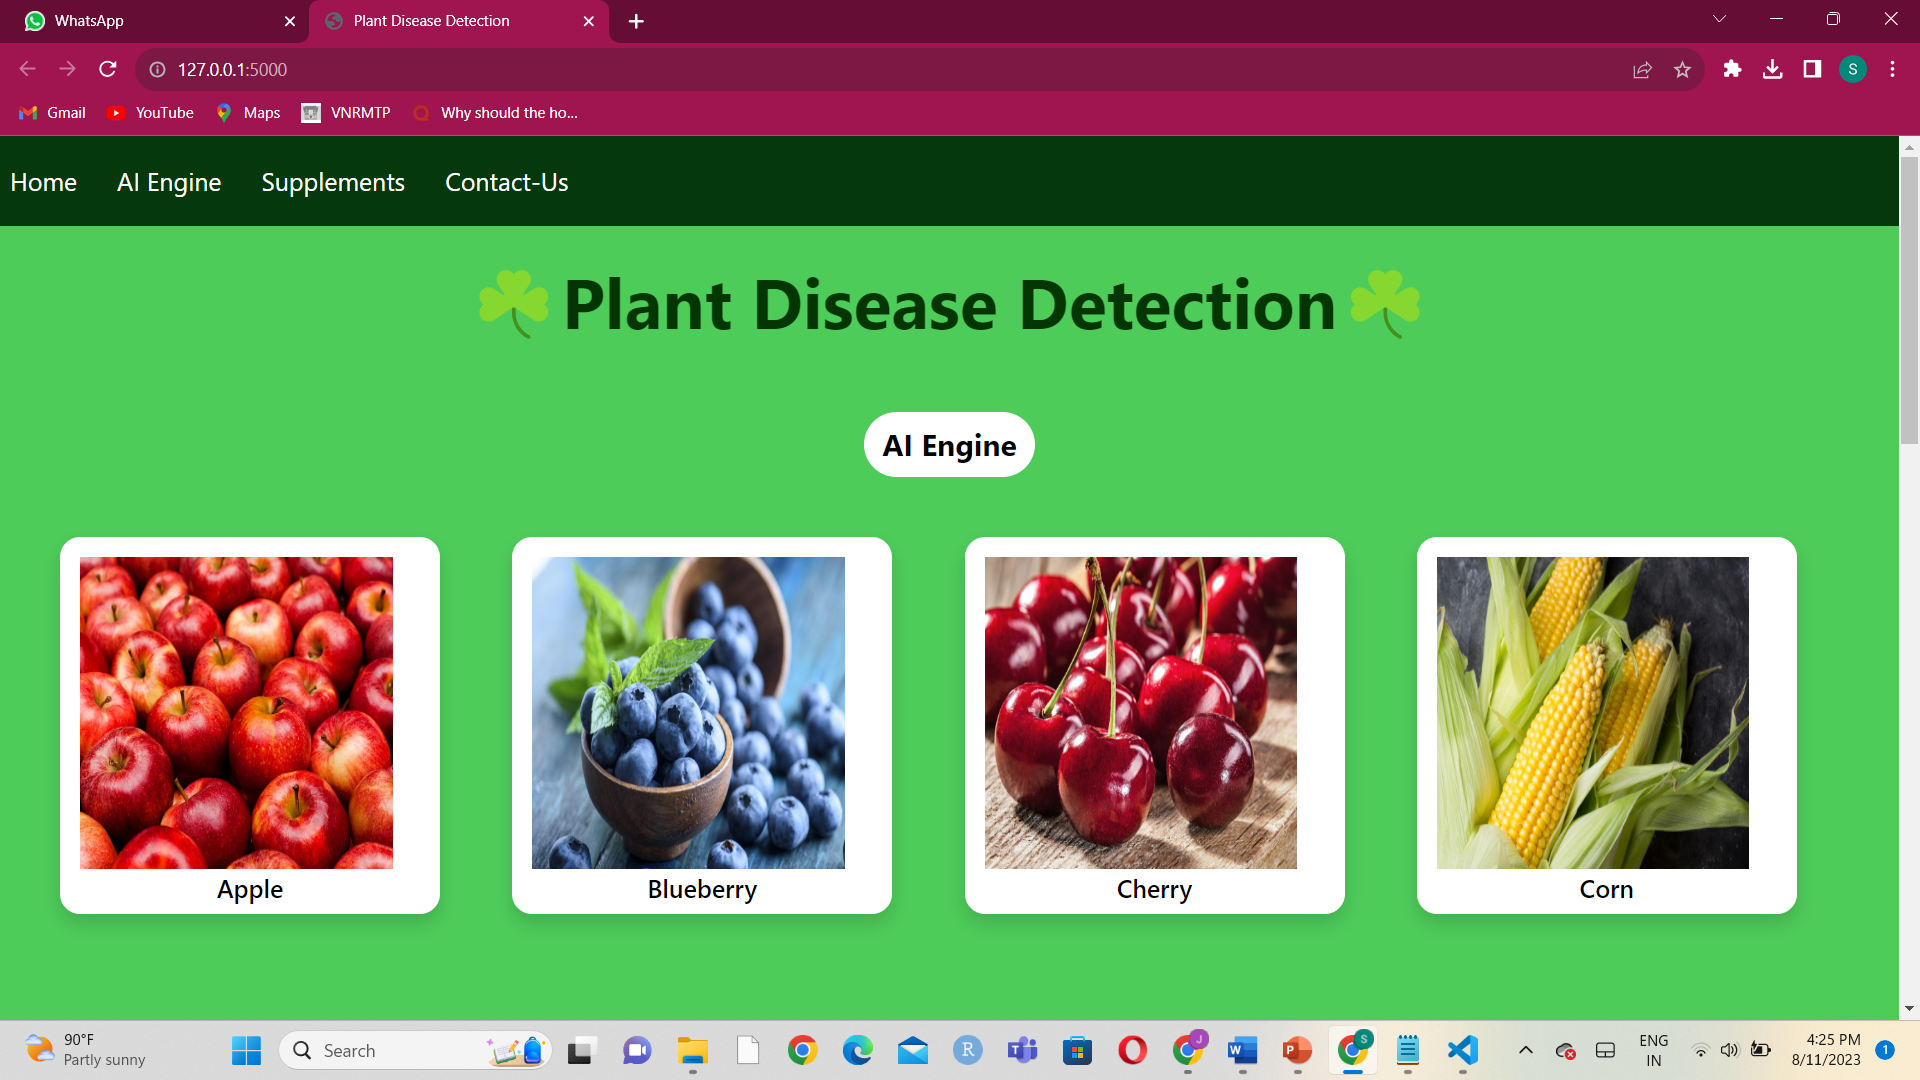 WhatsApp
Plant Disease Detection
127.0.0.1:5000
S
Gmail
YouTube
Maps
VNRMTP
Why should the ho...
Home
AI Engine
Supplements
Contact-Us
☘Plant Disease Detection☘
AI Engine
Apple
Blueberry
Cherry
Corn
90°F
Partly sunny
Search
R
T
J
W
P
S
ENG
IN
4:25 PM
8/11/2023
1